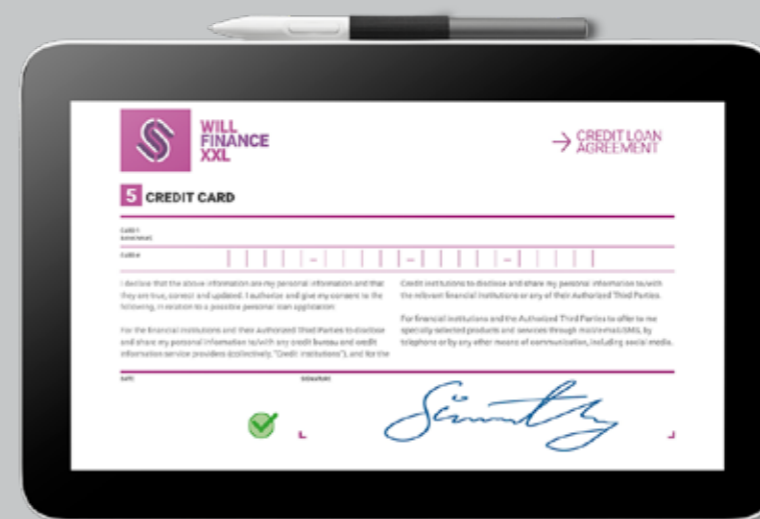 WILL
FINANCE
XXL
CREDIT LOAN
AGREEMENT
5 CREDIT CARD
CARD #
I declare that the above information are my personal information and that
they are true, correct and updated. I authorize and give my consent to the
following, in relation to a possible personal loan application:
For the financial institutions and their Authorized Third Parties to disclose
and share my personal information to/with any credit bureau and credit
information service providers (collectively, "Credit institutions"), and for the
Credit institutions to disclose and share my personal information to/with
the relevant financial institutions or any of their Authorized Third Parties.
For financial institutions and the Authorized Third Parties to offer to me
specially selected products and services through mail/e-mail/SMS, by
telephone or by any other means of communication, including social media.
DATE
SIGNATURE